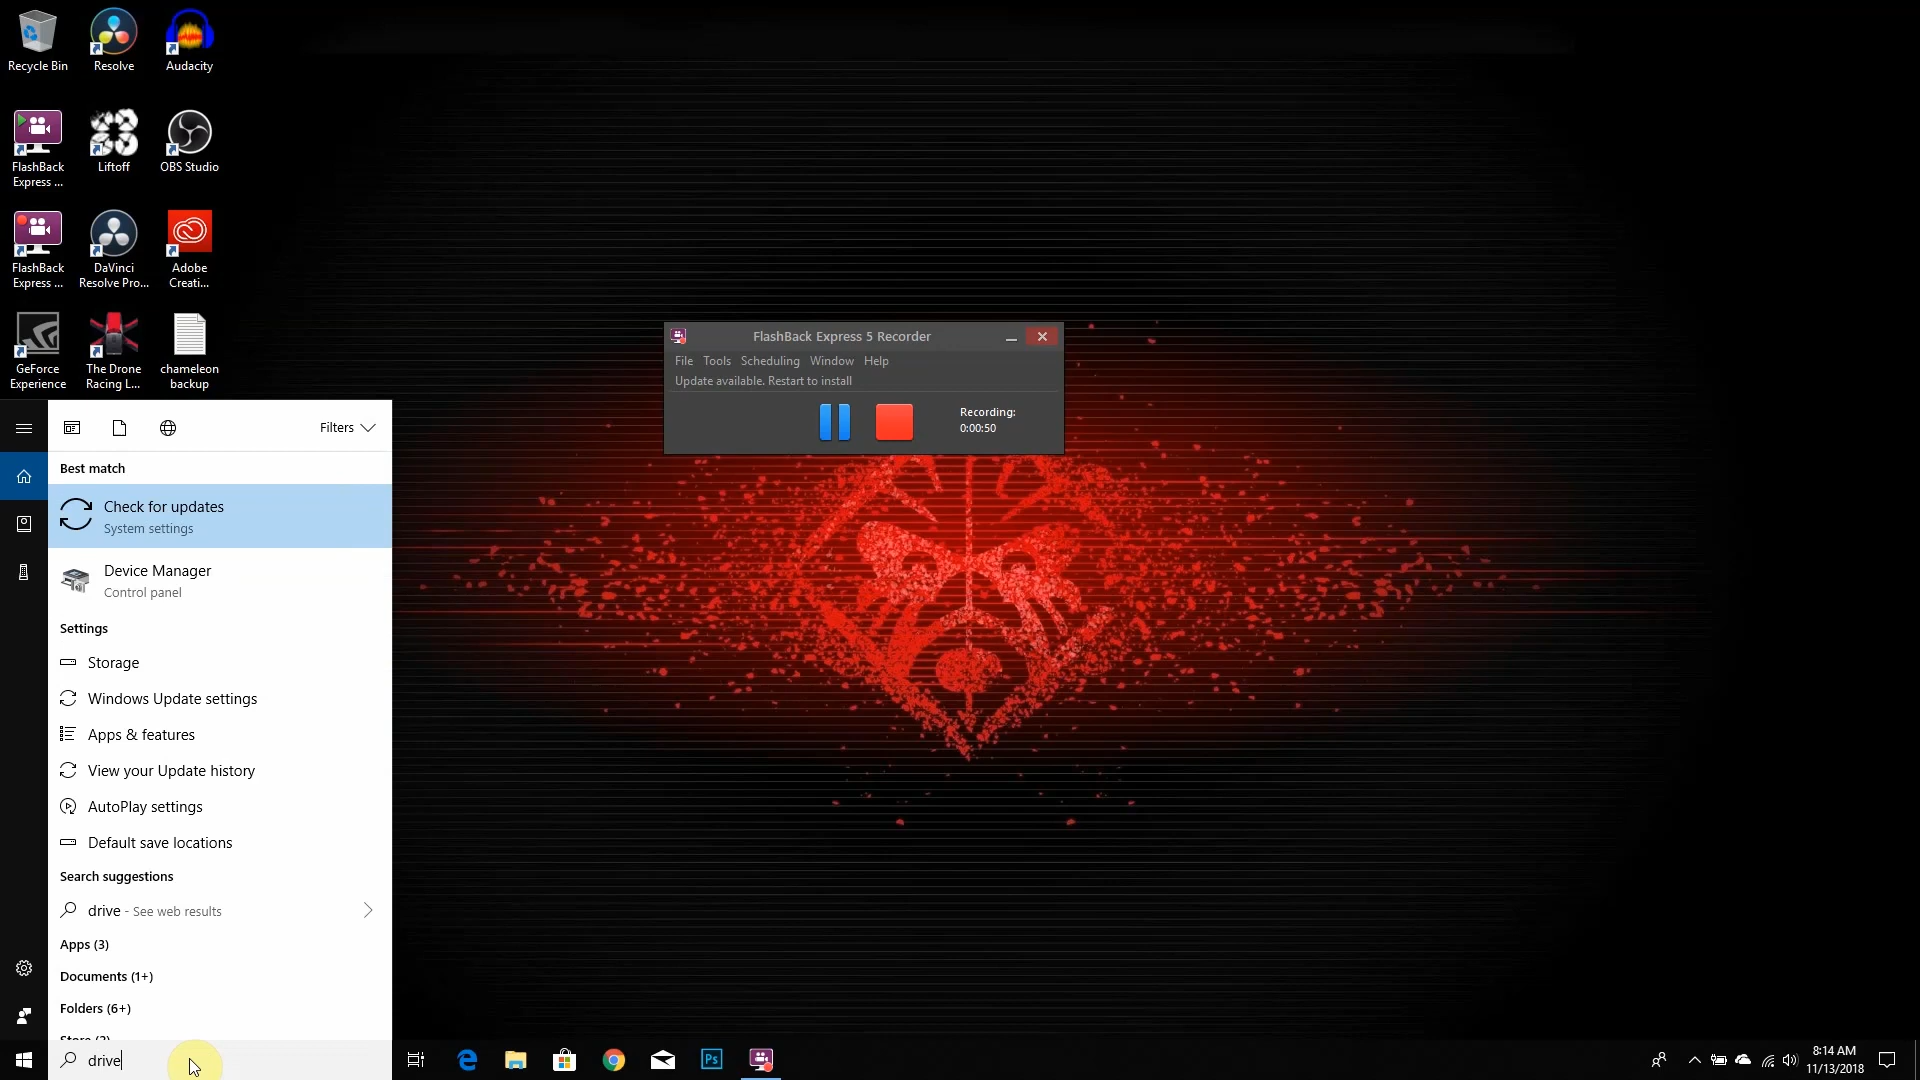 Recycle Bin
Resolve
Audacity
FlashBack
Express ...
Liftoff
OBS Studio
FlashBack
Express ...
DaVinci
Resolve Pro...
Adobe
Creati...
GeForce
Experience
The Drone
Racing L...
chameleon
backup
FlashBack Express 5 Recorder
File Tools Scheduling Window Help
Update available. Restart to install
Recording:
0:00:50
Filters
Best match
Check for updates
System settings
Device Manager
Control panel
Settings
Storage
Windows Update settings
Apps & features
View your Update history
AutoPlay settings
Default save locations
Search suggestions
drive - See web results
Apps (3)
Documents (1+)
Folders (6+)
drive
Ps
8:14 AM
11/13/2018